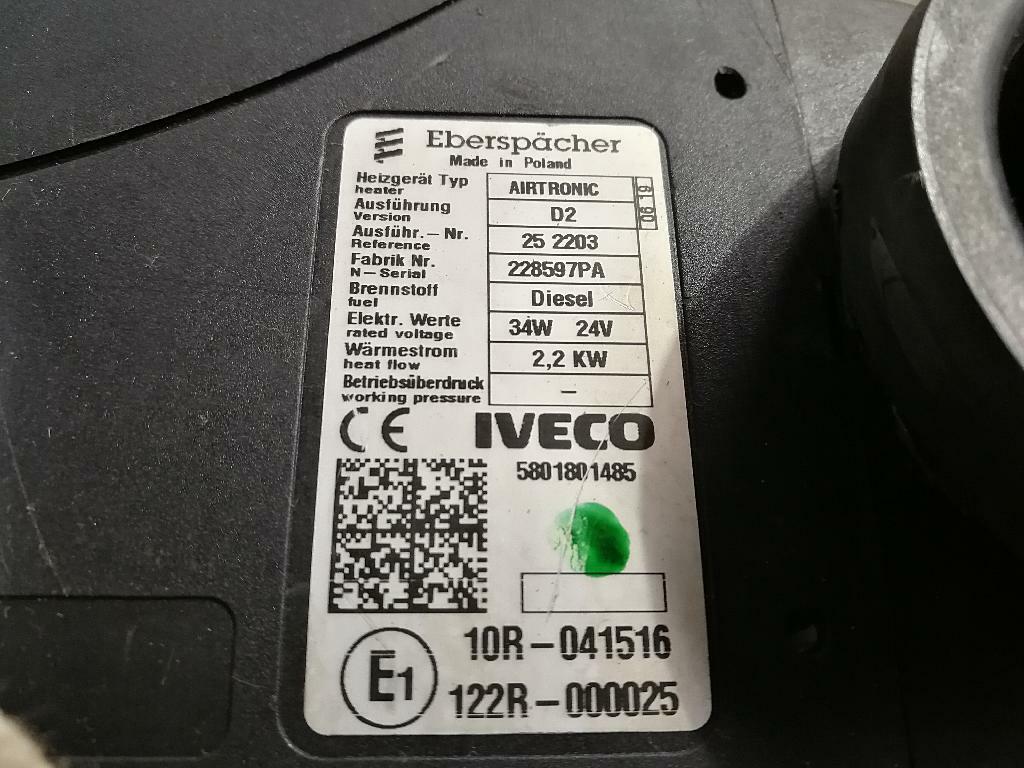 Eberspächer
Made in Poland
Heizgerät Typ
heater
AIRTRONIC
06 19
Ausführung
Version
D2
Ausführ.-Nr.
Reference
25 2203
Fabrik Nr.
N-Serial
228597PA
Brennstoff
fuel
Diesel
Elektr. Werte
rated voltage
34W 24V
Wärmestrom
heat flow
2,2 KW
Betriebsüberdruck
working pressure
-
CE
IVECO
5801801485
E1
10R-041516
122R-000025